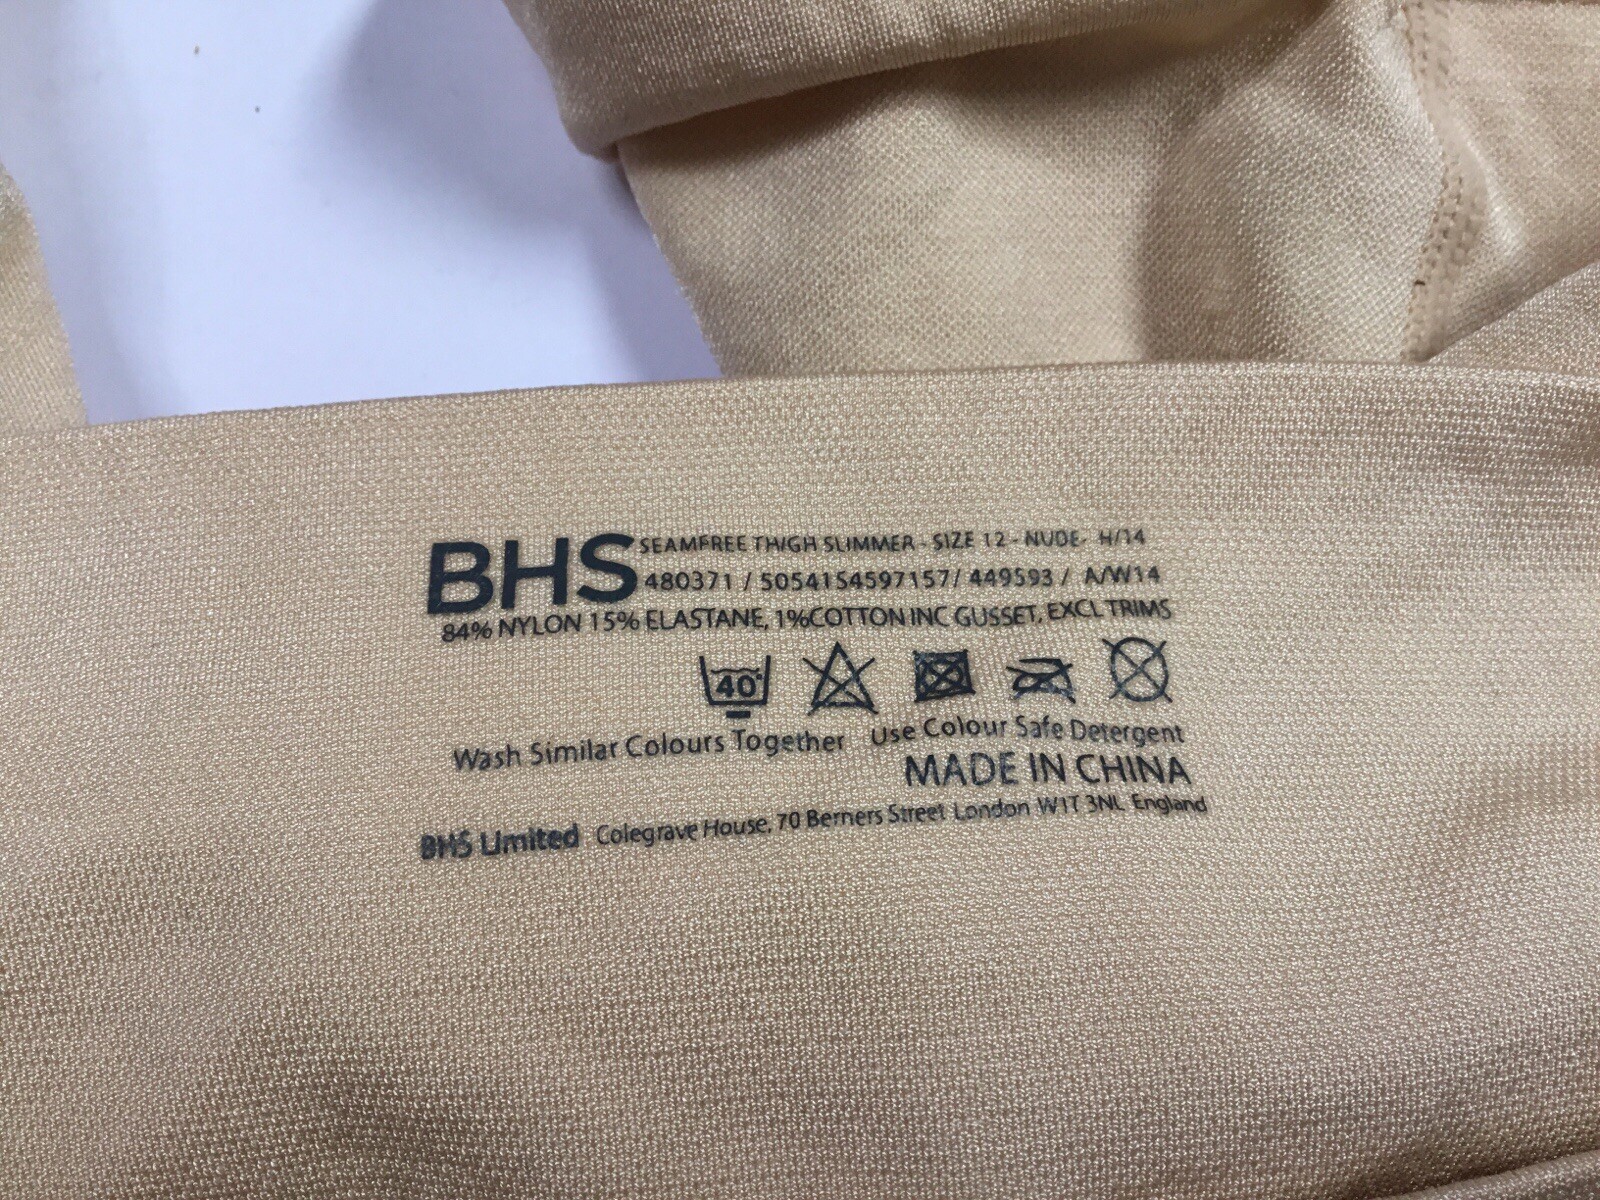 BHS SEAMFREE THIGH SLIMMER - SIZE 12 - NUDE - H/14
480371 / 5054154597157/ 449593 / A/W14
84% NYLON 15% ELASTANE, 1%COTTON INC GUSSET, EXCL TRIMS
40°
Wash Similar Colours Together Use Colour Safe Detergent
MADE IN CHINA
BHS Limited Colegrave House, 70 Berners Street London W1T 3NL England